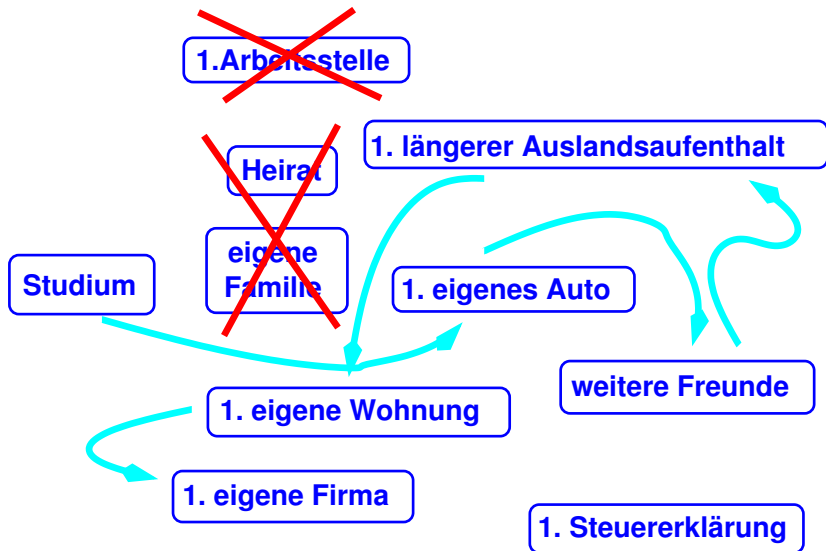 1.Arbeitsstelle
1. längerer Auslandsaufenthalt
Heirat
eigene
Familie
Studium
1. eigenes Auto
weitere Freunde
1. eigene Wohnung
1. eigene Firma
1. Steuererklärung